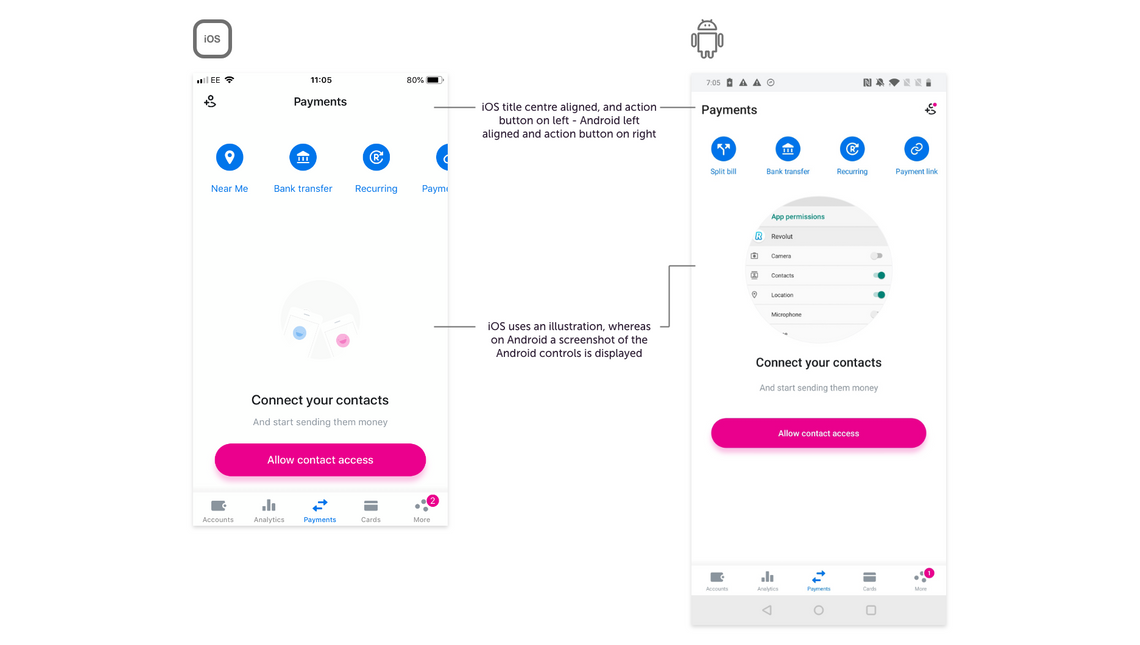 iOS
EE
11:05
80%
Payments
Near Me
Bank transfer
Recurring
Payme
Connect your contacts
And start sending them money
Allow contact access
Accounts
Analytics
Payments
Cards
More
2
iOS title centre aligned, and action
button on left - Android left
aligned and action button on right
iOS uses an illustration, whereas
on Android a screenshot of the
Android controls is displayed
7:05
Payments
Split bill
Bank transfer
Recurring
Payment link
App permissions
Revolut
Camera
Contacts
Location
Microphone
Connect your contacts
And start sending them money
Allow contact access
Accounts
Analytics
Payments
Cards
More
1